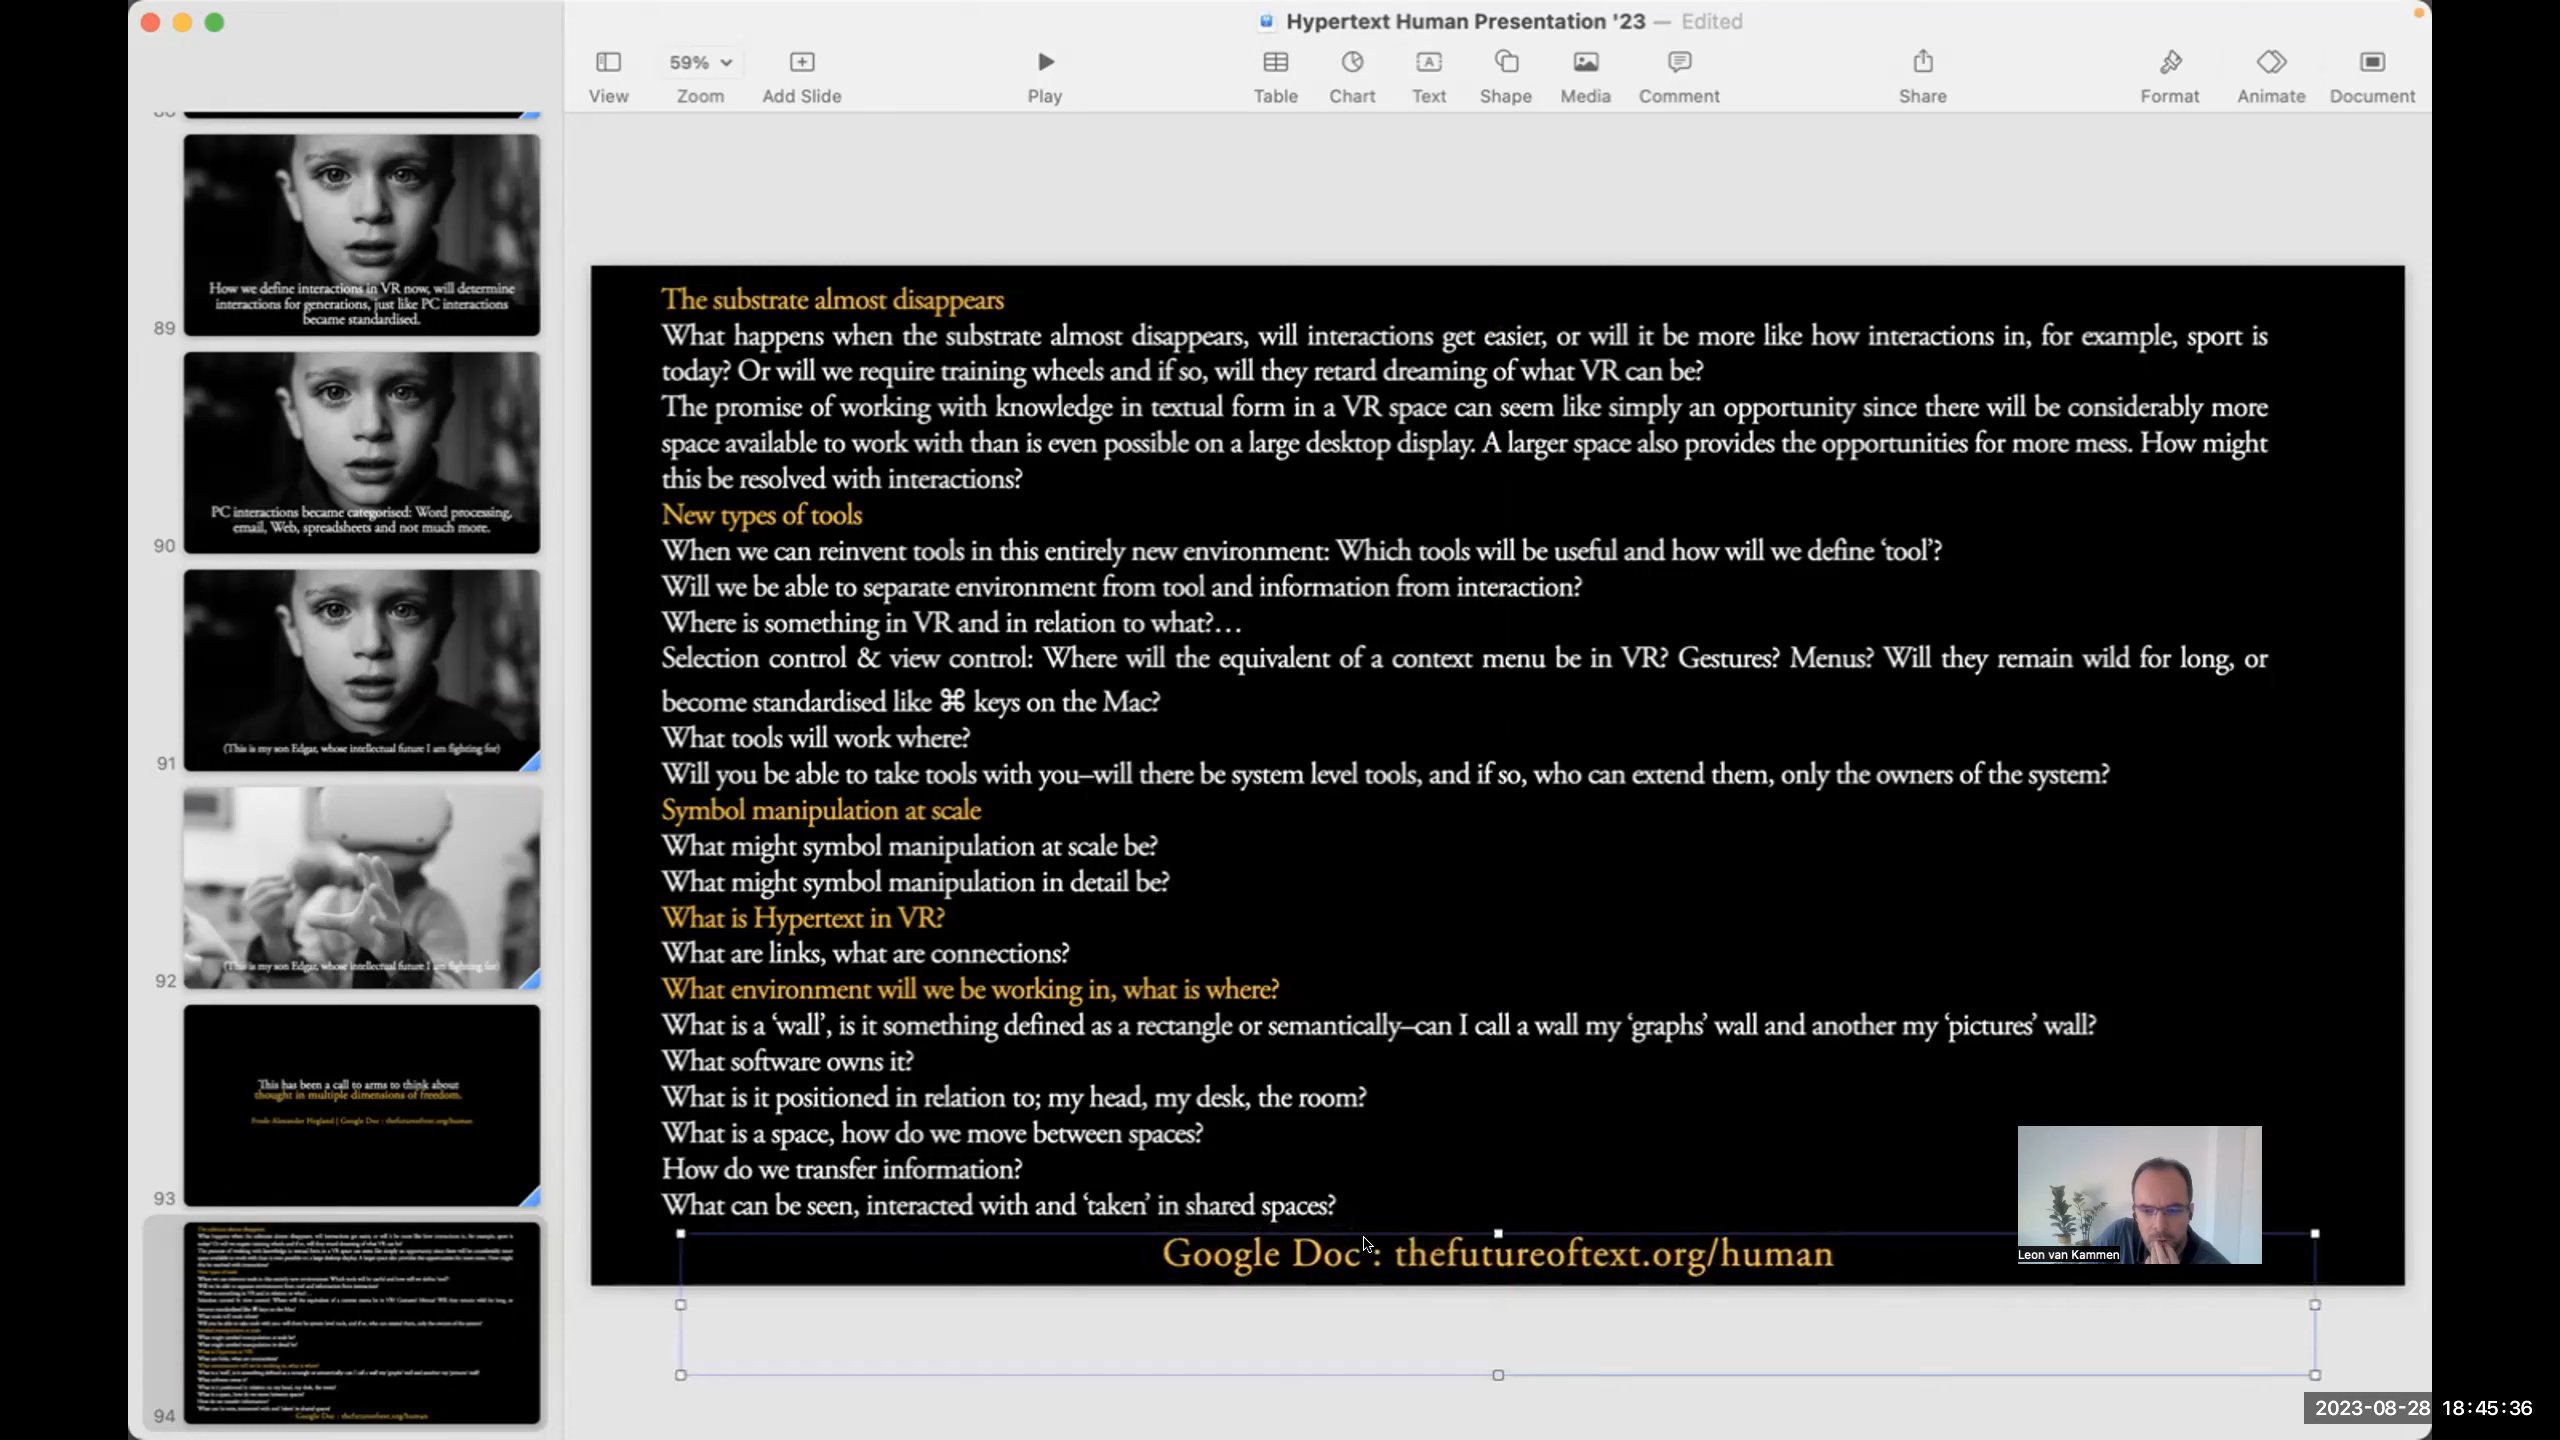 Hypertext Human Presentation '23 — Edited
59%
View Zoom Add Slide Play Table Chart Text Shape Media Comment Share Format Animate Document
How we define interactions in VR now, will determine
interactions for generations, just like PC interactions
became standardised.
89
PC interactions became categorised: Word processing,
email, Web, spreadsheets and not much more.
90
(This is my son Edgar, whose intellectual future I am fighting for)
91
(This is my son Edgar, whose intellectual future I am fighting for)
92
This has been a call to arms to think about
thought in multiple dimensions of freedom.
Frode Alexander Hegland | Google Doc : thefutureoftext.org/human
93
94
The substrate almost disappears
What happens when the substrate almost disappears, will interactions get easier, or will it be more like how interactions in, for example, sport is
today? Or will we require training wheels and if so, will they retard dreaming of what VR can be?
The promise of working with knowledge in textual form in a VR space can seem like simply an opportunity since there will be considerably more
space available to work with than is even possible on a large desktop display. A larger space also provides the opportunities for more mess. How might
this be resolved with interactions?
New types of tools
When we can reinvent tools in this entirely new environment: Which tools will be useful and how will we define ‘tool’?
Will we be able to separate environment from tool and information from interaction?
Where is something in VR and in relation to what?…
Selection control & view control: Where will the equivalent of a context menu be in VR? Gestures? Menus? Will they remain wild for long, or
become standardised like ⌘ keys on the Mac?
What tools will work where?
Will you be able to take tools with you–will there be system level tools, and if so, who can extend them, only the owners of the system?
Symbol manipulation at scale
What might symbol manipulation at scale be?
What might symbol manipulation in detail be?
What is Hypertext in VR?
What are links, what are connections?
What environment will we be working in, what is where?
What is a ‘wall’, is it something defined as a rectangle or semantically–can I call a wall my ‘graphs’ wall and another my ‘pictures’ wall?
What software owns it?
What is it positioned in relation to; my head, my desk, the room?
What is a space, how do we move between spaces?
How do we transfer information?
What can be seen, interacted with and ‘taken’ in shared spaces?
Google Doc : thefutureoftext.org/human
Leon van Kammen
2023-08-28 18:45:36